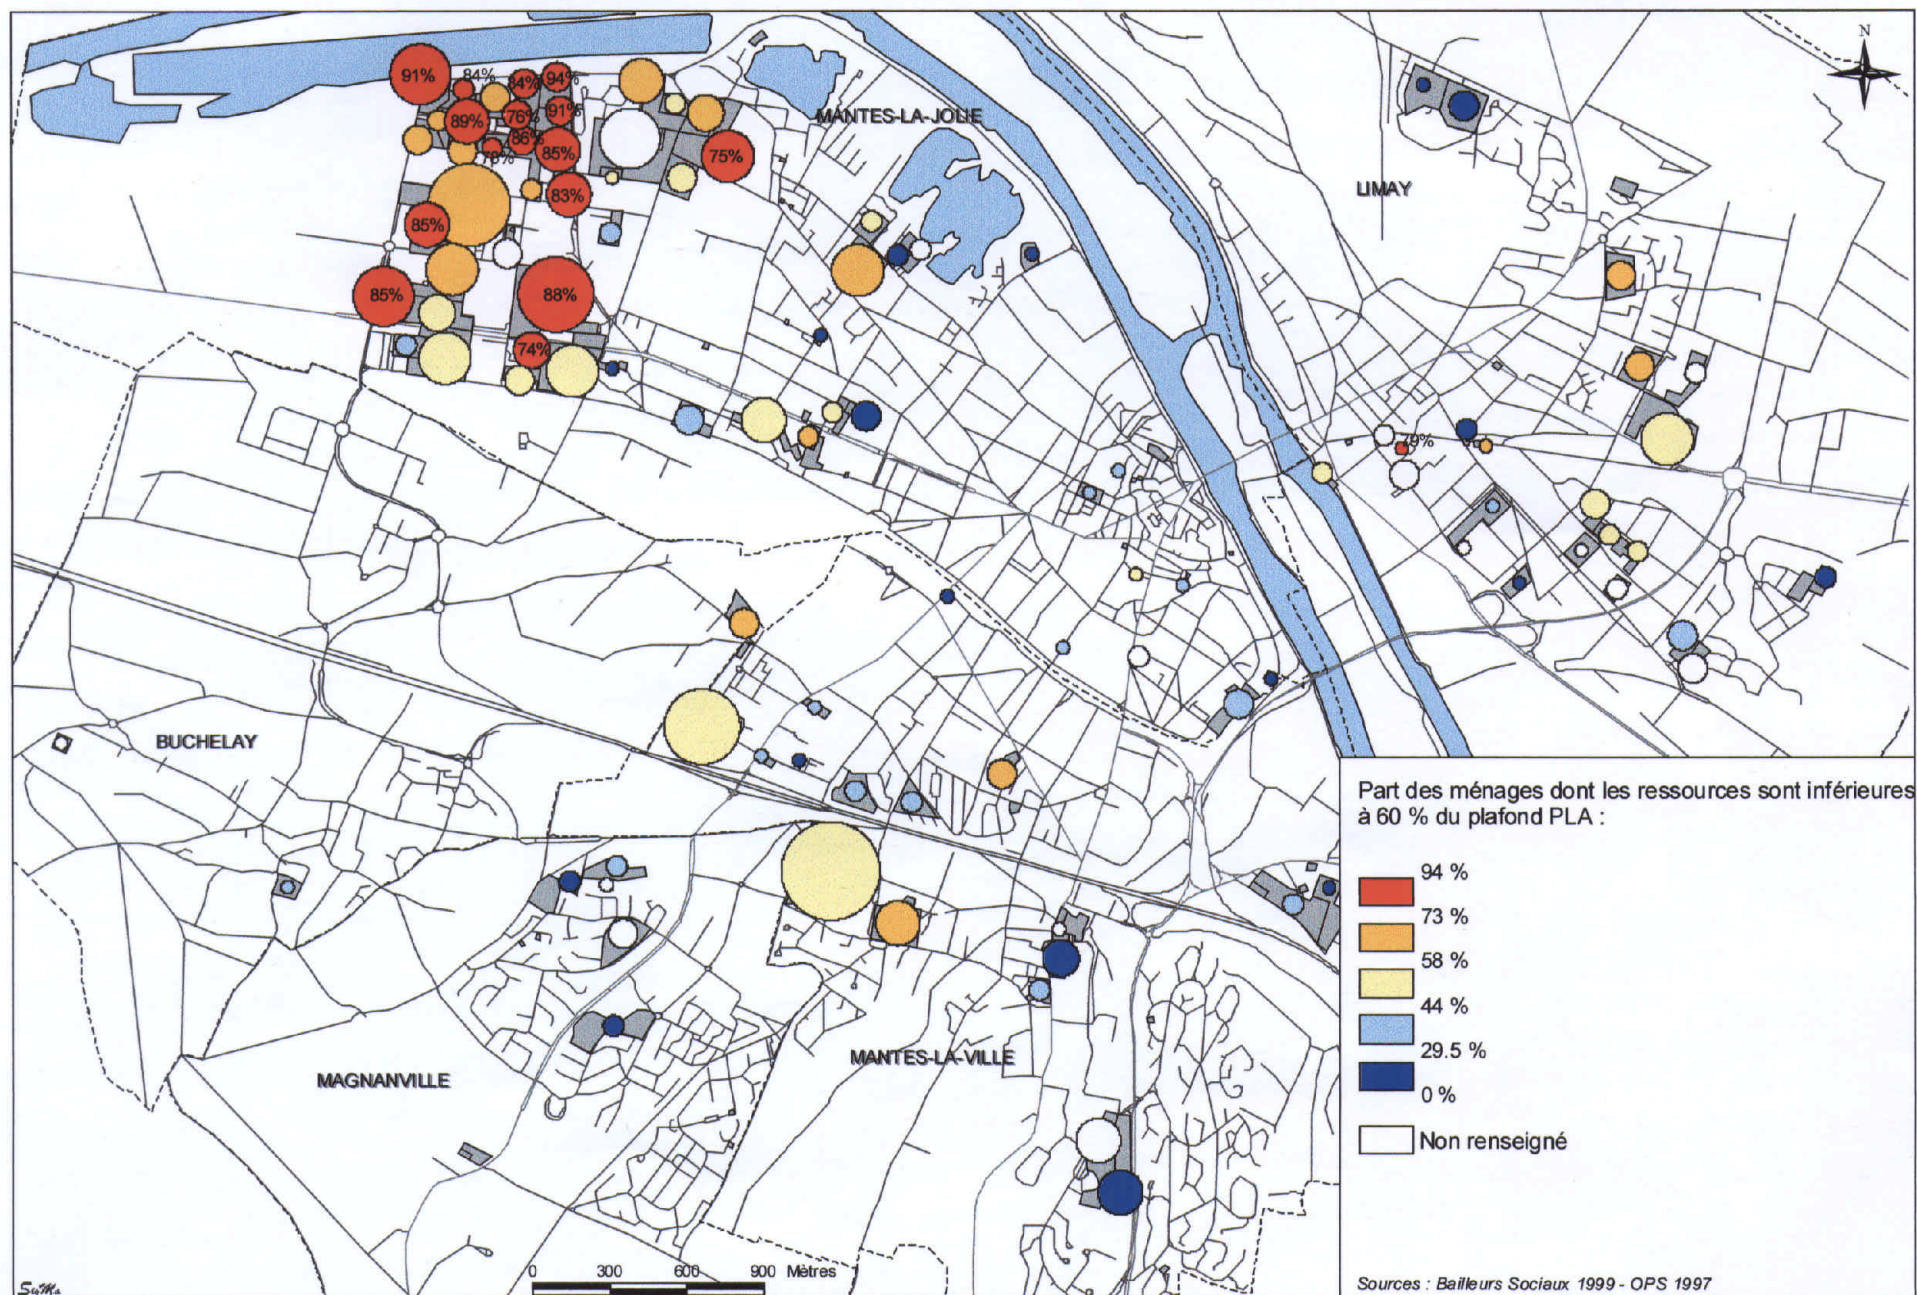 N
91%
84%
84%
94%
89%
76%
91%
86%
78%
85%
75%
83%
85%
85%
88%
74%
79%
MANTES-LA-JOLIE
LIMAY
BUCHELAY
MAGNANVILLE
MANTES-LA-VILLE
Part des ménages dont les ressources sont inférieures
à 60 % du plafond PLA :
94 %
73 %
58 %
44 %
29.5 %
0 %
Non renseigné
0 300 600 900 Mètres
Sources : Bailleurs Sociaux 1999 - OPS 1997